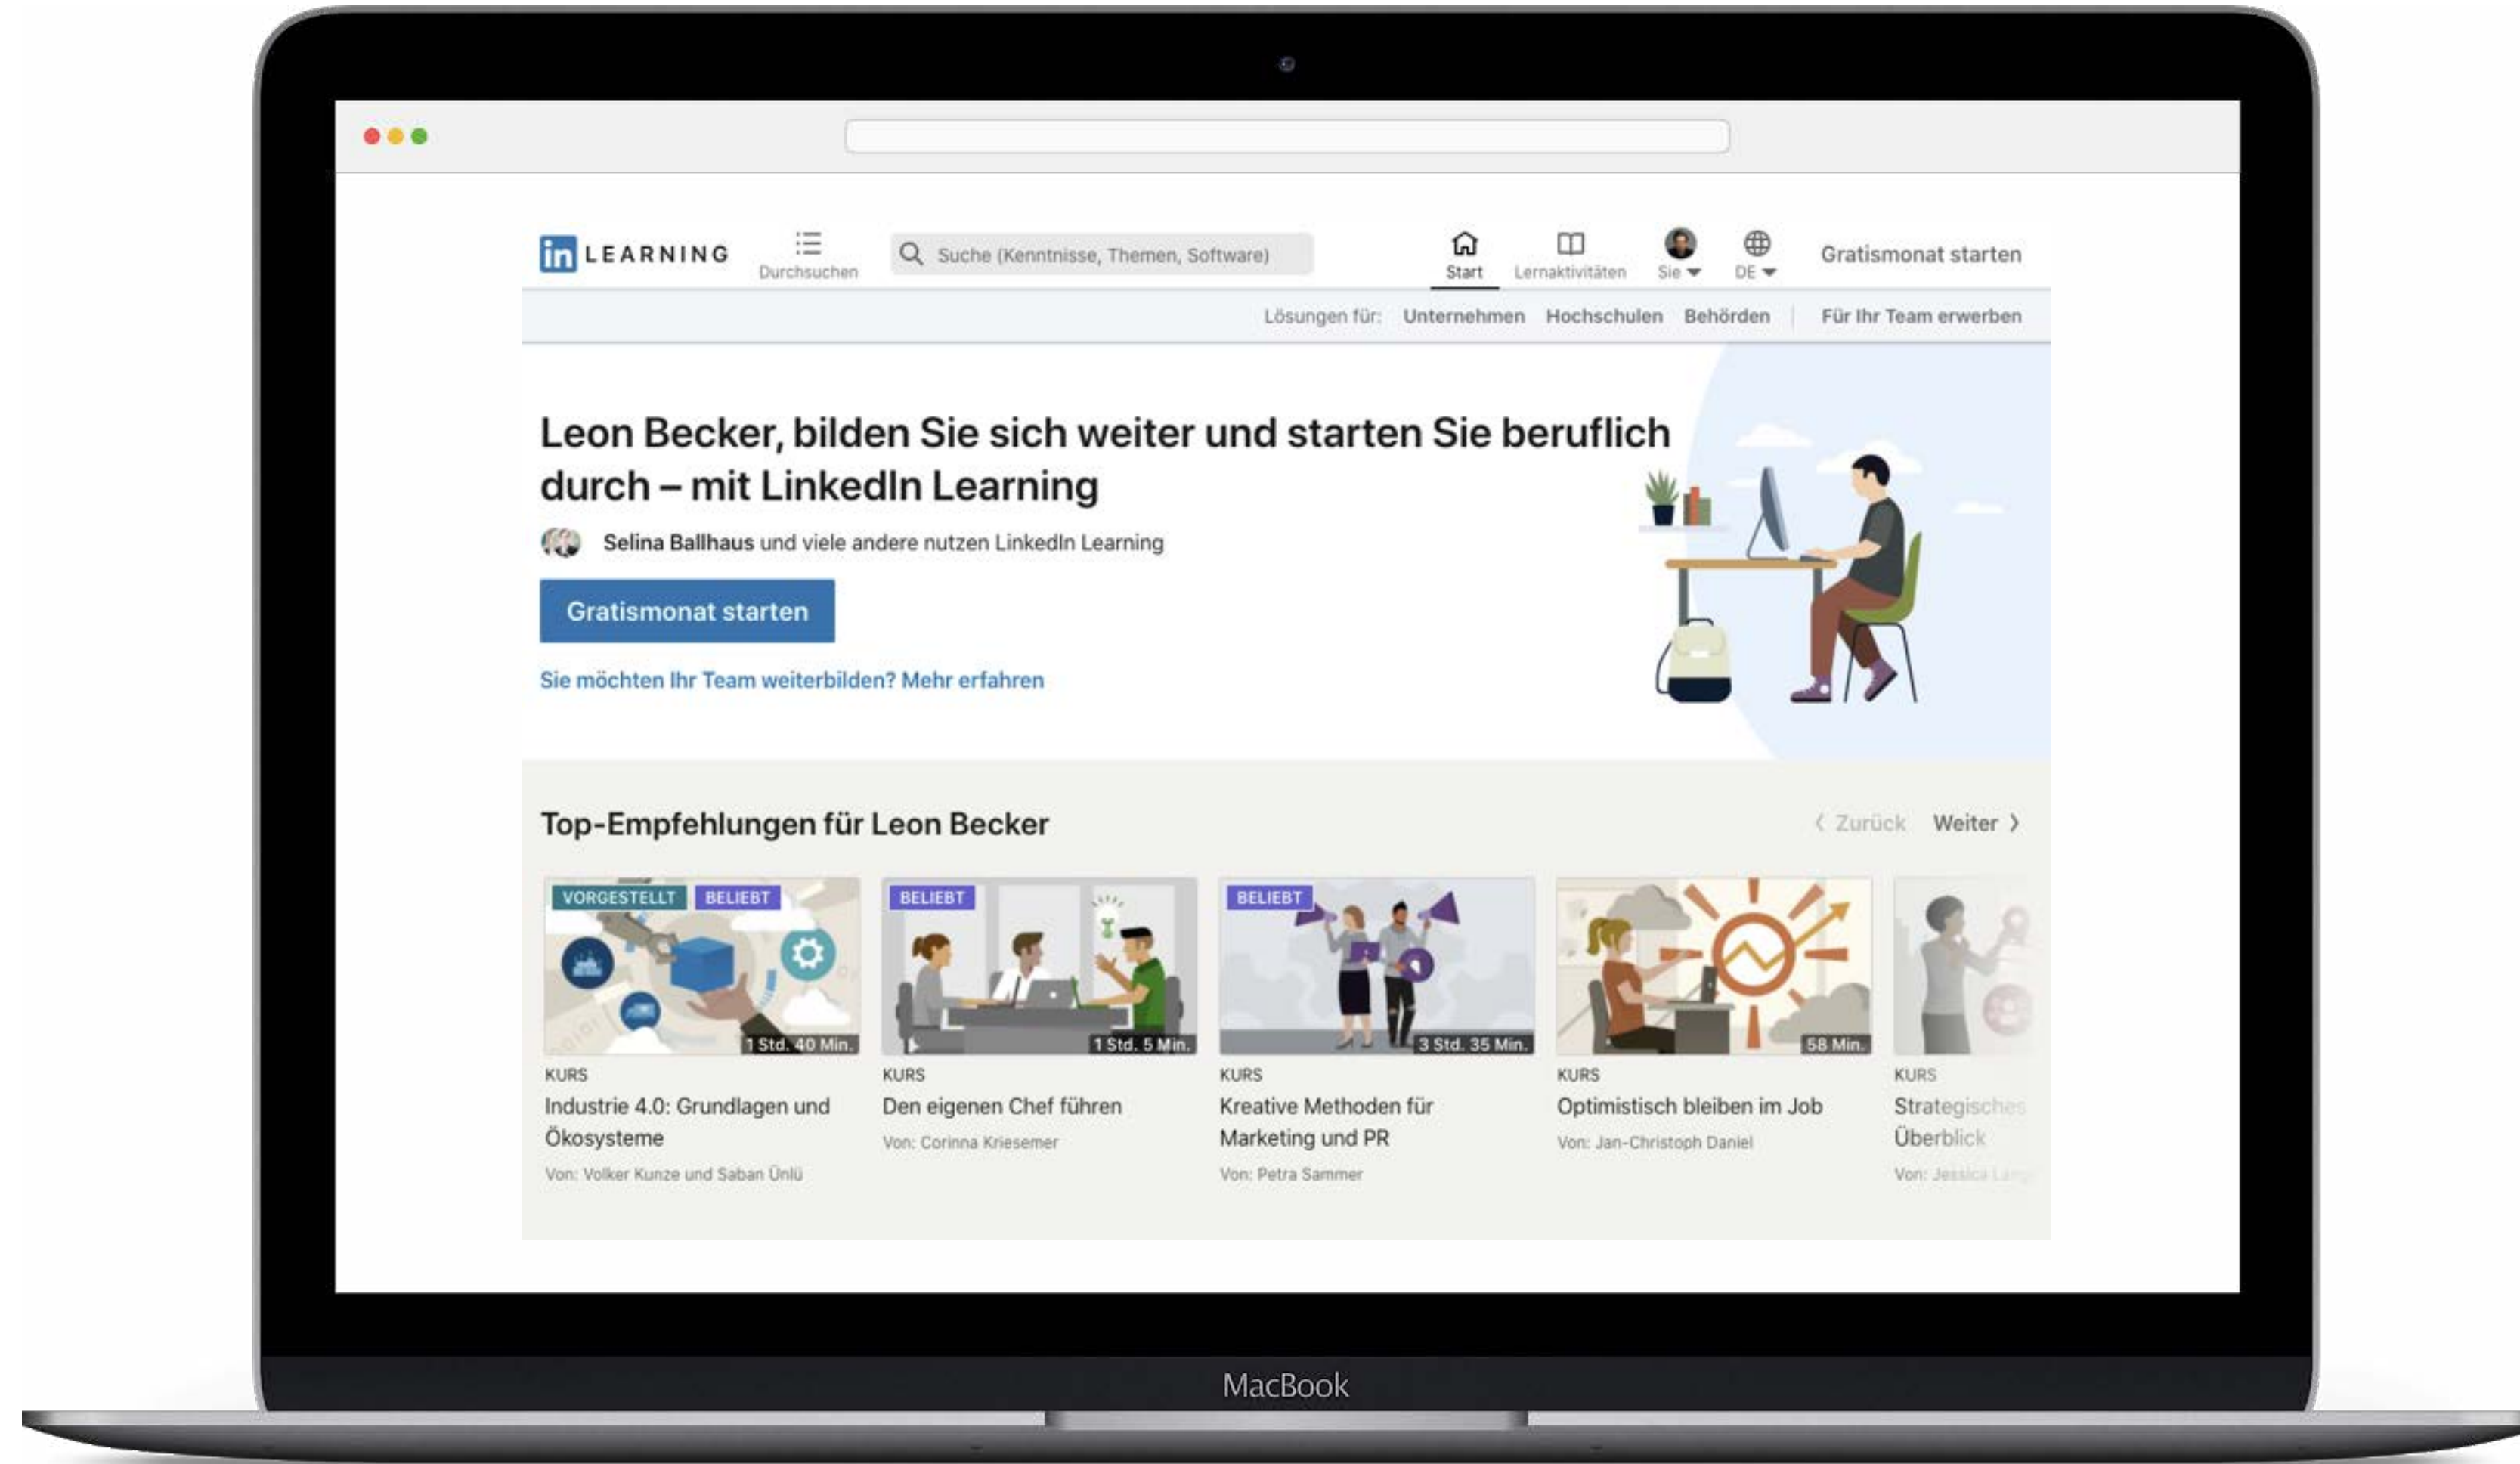 in LEARNING
Durchsuchen
Suche (Kenntnisse, Themen, Software)
Start
Lernaktivitäten
Sie
DE
Gratismonat starten
Lösungen für: Unternehmen Hochschulen Behörden Für Ihr Team erwerben
Leon Becker, bilden Sie sich weiter und starten Sie beruflich
durch – mit LinkedIn Learning
Selina Ballhaus und viele andere nutzen LinkedIn Learning
Gratismonat starten
Sie möchten Ihr Team weiterbilden? Mehr erfahren
Top-Empfehlungen für Leon Becker
Zurück Weiter
VORGESTELLT BELIEBT
1 Std. 40 Min.
KURS
Industrie 4.0: Grundlagen und
Ökosysteme
Von: Volker Kunze und Saban Ünlü
BELIEBT
1 Std. 5 Min.
KURS
Den eigenen Chef führen
Von: Corinna Kriesemer
BELIEBT
3 Std. 35 Min.
KURS
Kreative Methoden für
Marketing und PR
Von: Petra Sammer
58 Min.
KURS
Optimistisch bleiben im Job
Von: Jan-Christoph Daniel
KURS
Strategisches
Überblick
Von: Jessica
MacBook